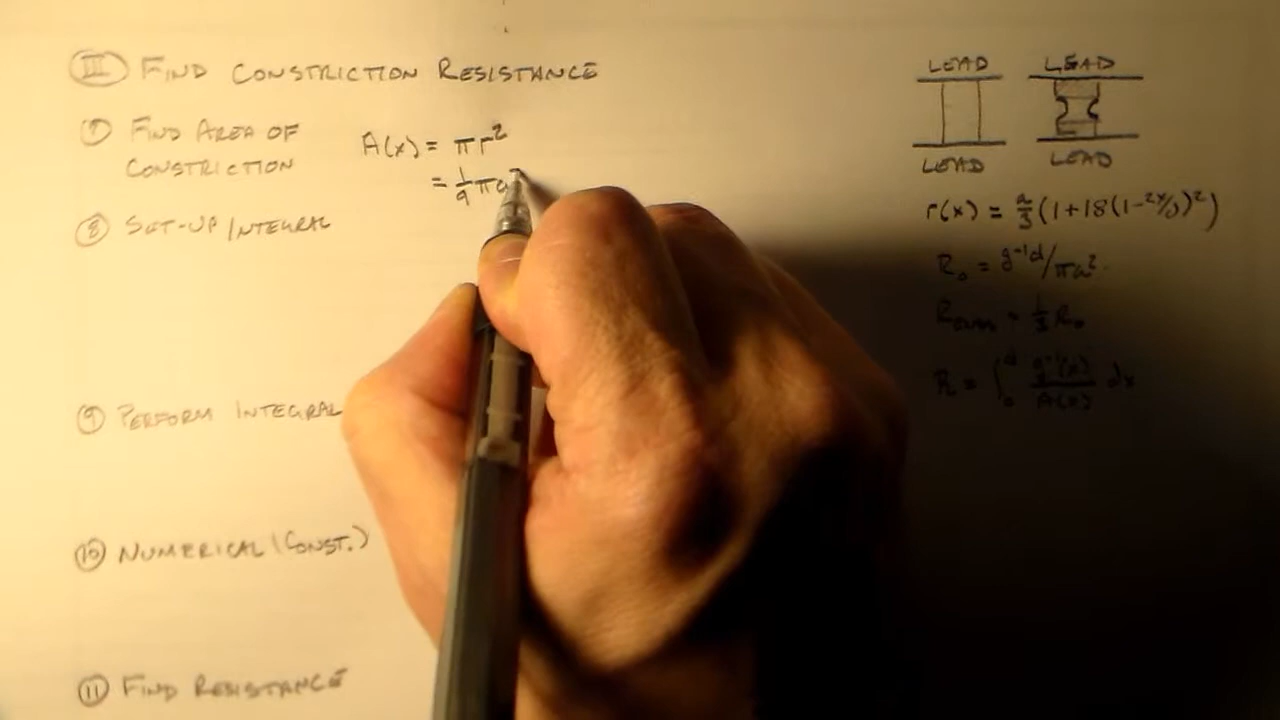 III FIND CONSTRICTION RESISTANCE
7 FIND AREA OF
CONSTRICTION
A(x) = πr²
= 1/9 πa²
8 SET-UP INTEGRAL
9 PERFORM INTEGRAL
10 NUMERICAL (CONST.)
11 FIND RESISTANCE
LEAD LEAD
LEAD LEAD
r(x) = a/3 (1+18(1-2x/d)²)
R₀ = g⁻¹d/πa²
R = ∫₀ᵈ g⁻¹(x)/A(x) dx